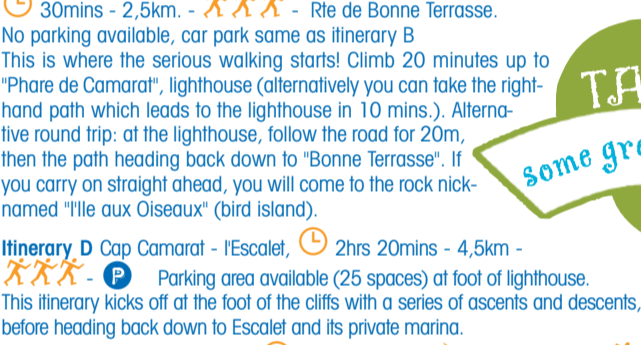 30mins - 2,5km. - - Rte de Bonne Terrasse.
No parking available, car park same as itinerary B
This is where the serious walking starts! Climb 20 minutes up to
"Phare de Camarat", lighthouse (alternatively you can take the right-
hand path which leads to the lighthouse in 10 mins.). Alterna-
tive round trip: at the lighthouse, follow the road for 20m,
then the path heading back down to "Bonne Terrasse". If
you carry on straight ahead, you will come to the rock nick-
named "l'Ile aux Oiseaux" (bird island).
TA
some gre
Itinerary D Cap Camarat - l'Escalet, 2hrs 20mins - 4,5km -
- P Parking area available (25 spaces) at foot of lighthouse.
This itinerary kicks off at the foot of the cliffs with a series of ascents and descents,
before heading back down to Escalet and its private marina.